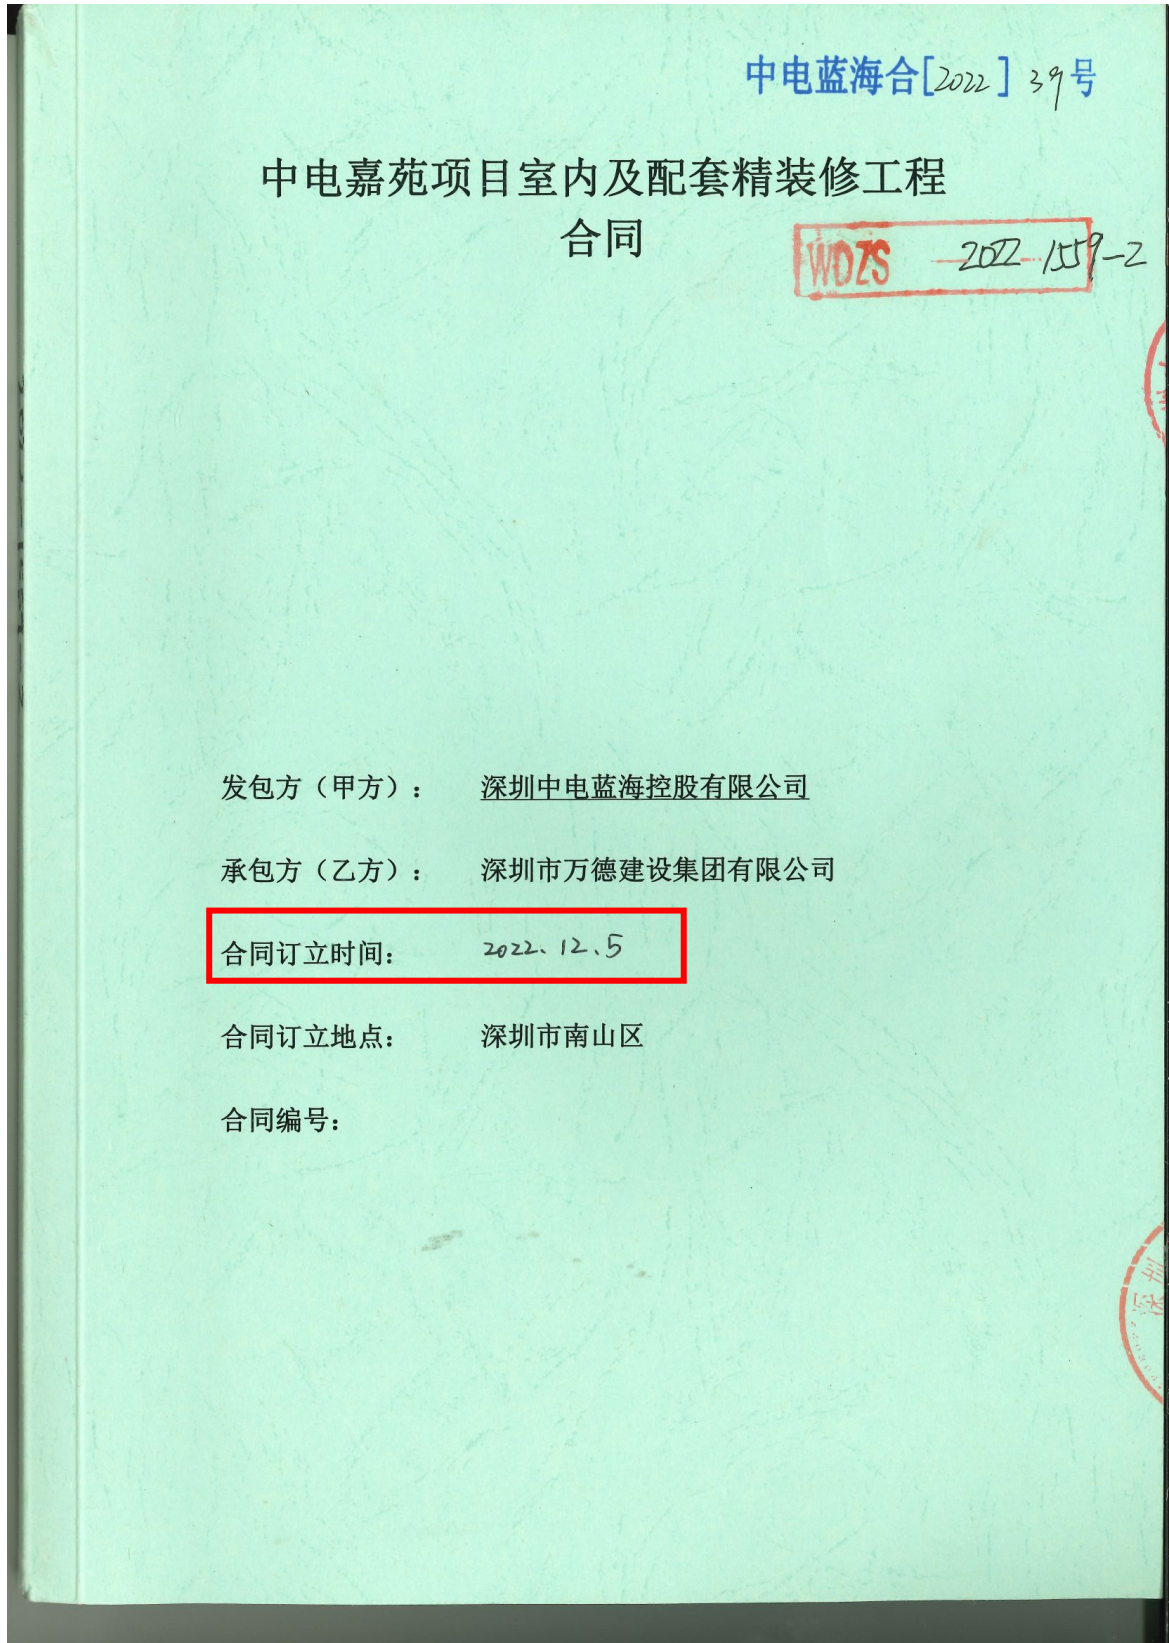 中电蓝海合[2022]39号
中电嘉苑项目室内及配套精装修工程
合同
WDZS 2022-1559-2
发包方（甲方）： 深圳中电蓝海控股有限公司
承包方（乙方）： 深圳市万德建设集团有限公司
合同订立时间： 2022.12.5
合同订立地点： 深圳市南山区
合同编号：
深圳